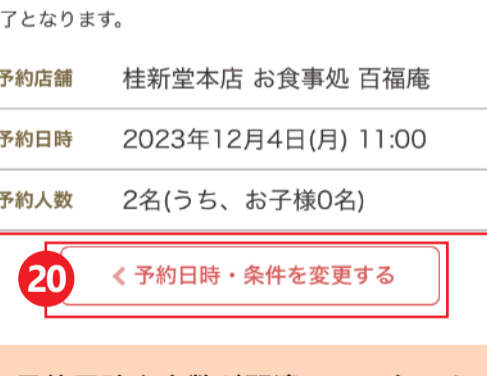 了となります。
予約店舗 桂新堂本店 お食事処 百福庵
予約日時 2023年12月4日(月) 11:00
予約人数 2名(うち、お子様0名)
20 < 予約日時・条件を変更する